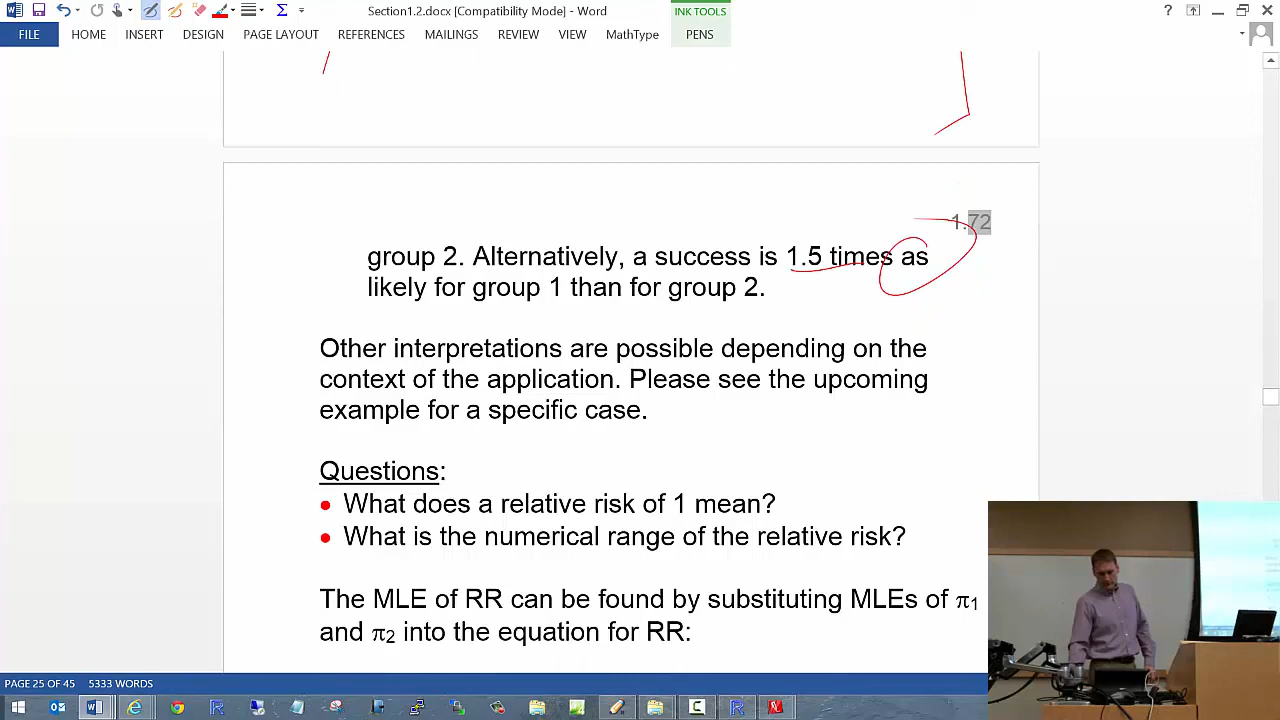 Section1.2.docx [Compatibility Mode] - Word
INK TOOLS
FILE HOME INSERT DESIGN PAGE LAYOUT REFERENCES MAILINGS REVIEW VIEW MathType PENS
1.72
group 2. Alternatively, a success is 1.5 times as
likely for group 1 than for group 2.
Other interpretations are possible depending on the
context of the application. Please see the upcoming
example for a specific case.
Questions:
• What does a relative risk of 1 mean?
• What is the numerical range of the relative risk?
The MLE of RR can be found by substituting MLEs of π1
and π2 into the equation for RR:
PAGE 25 OF 45 5333 WORDS